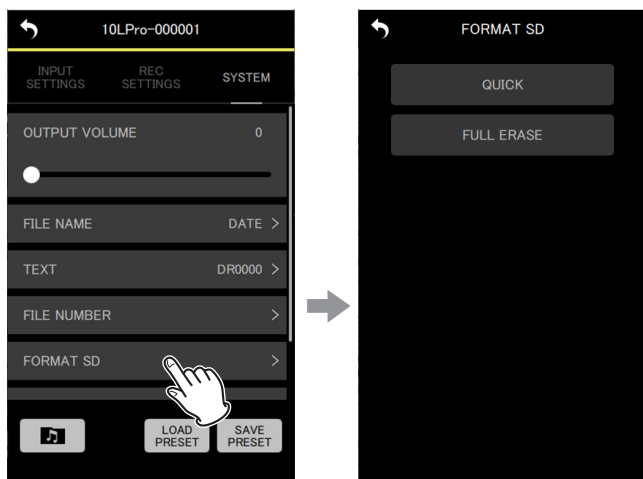 10LPro-000001
INPUT SETTINGS
REC SETTINGS
SYSTEM
OUTPUT VOLUME 0
FILE NAME DATE >
TEXT DR0000 >
FILE NUMBER >
FORMAT SD >
LOAD PRESET
SAVE PRESET
FORMAT SD
QUICK
FULL ERASE